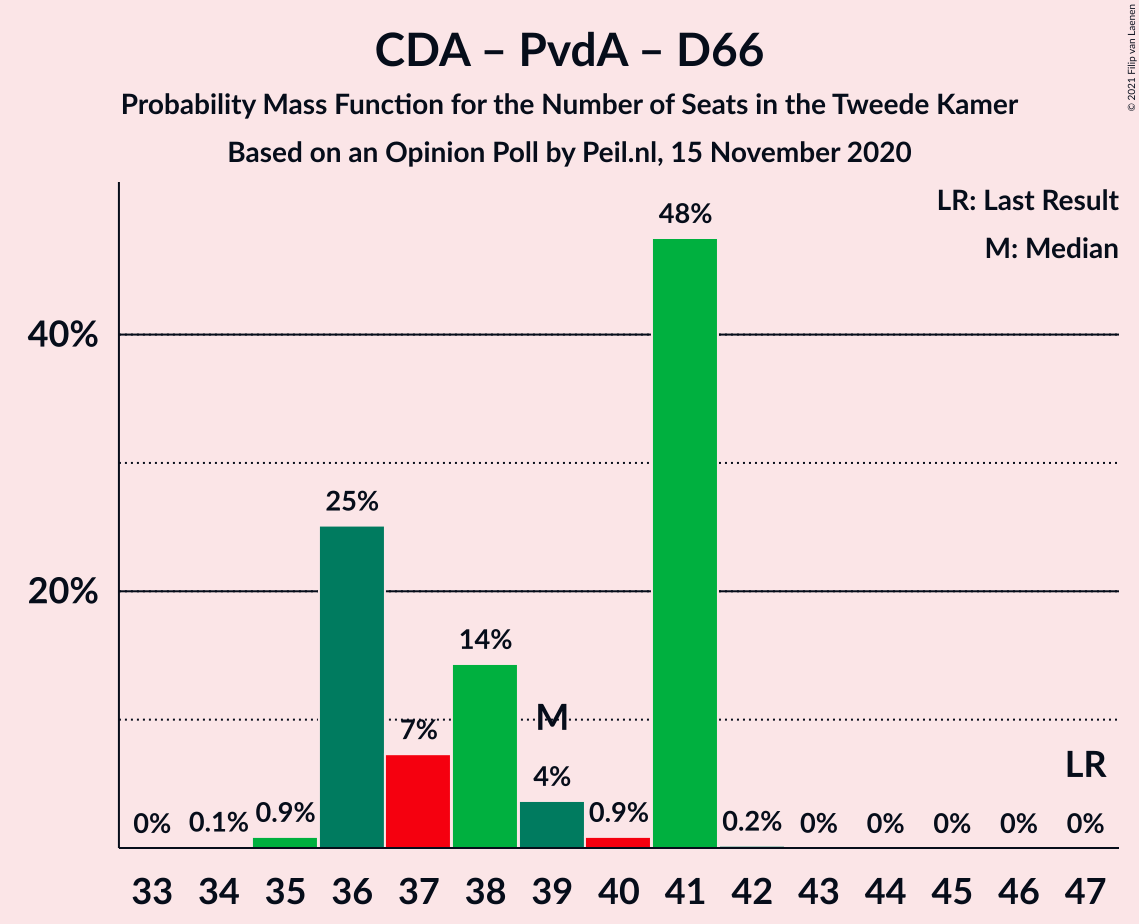 CDA – PvdA – D66
Probability Mass Function for the Number of Seats in the Tweede Kamer
Based on an Opinion Poll by Peil.nl, 15 November 2020
© 2021 Filip van Laenen
LR: Last Result
M: Median
40%
20%
0%
0.1%
0.9%
25%
7%
14%
M
4%
0.9%
48%
0.2%
0%
0%
0%
0%
LR
0%
33 34 35 36 37 38 39 40 41 42 43 44 45 46 47